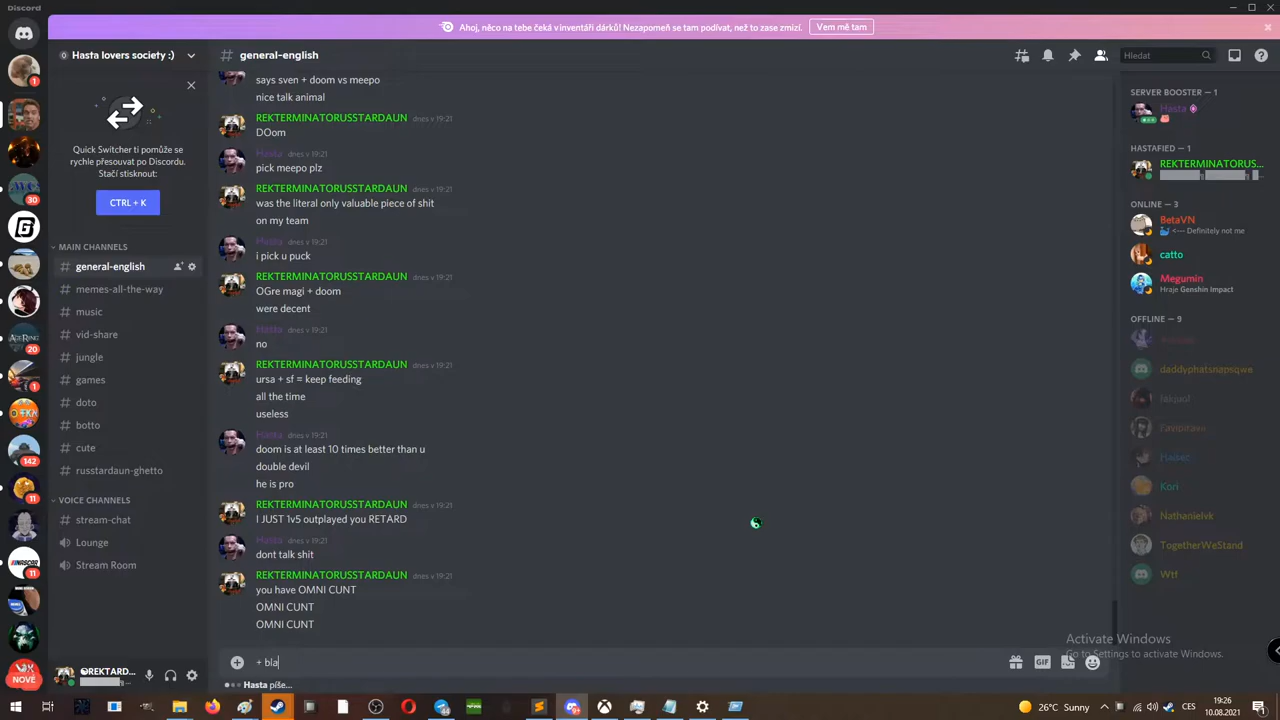 Discord
Ahoj, něco na tebe čeká v inventáři dárků! Nezapomeň se tam podívat, než to zase zmizí. Vem mě tam
Hasta lovers society :)
general-english
Hledat
Quick Switcher ti pomůže se
rychle přesouvat po Discordu.
Stačí stisknout:
CTRL + K
MAIN CHANNELS
general-english
memes-all-the-way
music
vid-share
jungle
games
doto
botto
cute
russtardaun-ghetto
VOICE CHANNELS
stream-chat
Lounge
Stream Room
1
30
20
1
142
11
11
NOVÉ
says sven + doom vs meepo
nice talk animal
REKTERMINATORUSSTARDAUN dnes v 19:21
DOom
Hasta dnes v 19:21
pick meepo plz
REKTERMINATORUSSTARDAUN dnes v 19:21
was the literal only valuable piece of shit
on my team
Hasta dnes v 19:21
i pick u puck
REKTERMINATORUSSTARDAUN dnes v 19:21
OGre magi + doom
were decent
Hasta dnes v 19:21
no
REKTERMINATORUSSTARDAUN dnes v 19:21
ursa + sf = keep feeding
all the time
useless
Hasta dnes v 19:21
doom is at least 10 times better than u
double devil
he is pro
REKTERMINATORUSSTARDAUN dnes v 19:21
I JUST 1v5 outplayed you RETARD
Hasta dnes v 19:21
dont talk shit
REKTERMINATORUSSTARDAUN dnes v 19:21
you have OMNI CUNT
OMNI CUNT
OMNI CUNT
+ bla
GIF
Hasta píše...
REKTARD...
SERVER BOOSTER — 1
Hasta
HASTAFIED — 1
REKTERMINATORUS...
ONLINE — 3
BetaVN
<--- Definitely not me
catto
Megumin
Hraje Genshin Impact
OFFLINE — 9
daddyphatsnapsqwe
Kori
Nathanielvk
TogetherWeStand
Wtf
Activate Windows
Go to Settings to activate Windows.
26°C Sunny
CES
19:26
10.08.2021